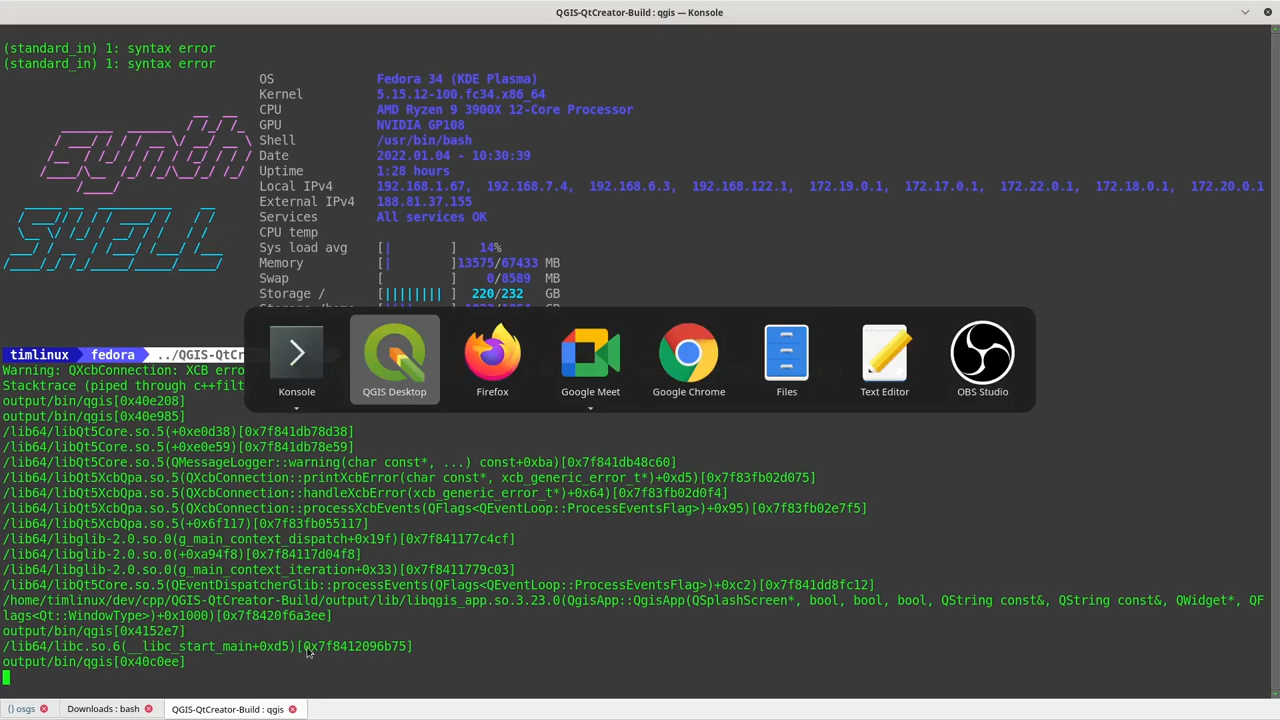 QGIS-QtCreator-Build : qgis — Konsole
(standard_in) 1: syntax error
(standard_in) 1: syntax error
OS Fedora 34 (KDE Plasma)
Kernel 5.15.12-100.fc34.x86_64
CPU AMD Ryzen 9 3900X 12-Core Processor
GPU NVIDIA GP108
Shell /usr/bin/bash
Date 2022.01.04 - 10:30:39
Uptime 1:28 hours
Local IPv4 192.168.1.67, 192.168.7.4, 192.168.6.3, 192.168.122.1, 172.19.0.1, 172.17.0.1, 172.22.0.1, 172.18.0.1, 172.20.0.1
External IPv4 188.81.37.155
Services All services OK
CPU temp
Sys load avg [| ] 14%
Memory [| ]13575/67433 MB
Swap [ ] 0/8589 MB
Storage / [|||||||| ] 220/232 GB
synth
SHELL
Konsole
QGIS Desktop
Firefox
Google Meet
Google Chrome
Files
Text Editor
OBS Studio
timlinux fedora ../QGIS-QtCr
Warning: QXcbConnection: XCB erro
Stacktrace (piped through c++filt
output/bin/qgis[0x40e208]
output/bin/qgis[0x40e985]
/lib64/libQt5Core.so.5(+0xe0d38)[0x7f841db78d38]
/lib64/libQt5Core.so.5(+0xe0e59)[0x7f841db78e59]
/lib64/libQt5Core.so.5(QMessageLogger::warning(char const*, ...) const+0xba)[0x7f841db48c60]
/lib64/libQt5XcbQpa.so.5(QXcbConnection::printXcbError(char const*, xcb_generic_error_t*)+0xd5)[0x7f83fb02d075]
/lib64/libQt5XcbQpa.so.5(QXcbConnection::handleXcbError(xcb_generic_error_t*)+0x64)[0x7f83fb02d0f4]
/lib64/libQt5XcbQpa.so.5(QXcbConnection::processXcbEvents(QFlags<QEventLoop::ProcessEventsFlag>)+0x95)[0x7f83fb02e7f5]
/lib64/libQt5XcbQpa.so.5(+0x6f117)[0x7f83fb055117]
/lib64/libglib-2.0.so.0(g_main_context_dispatch+0x19f)[0x7f841177c4cf]
/lib64/libglib-2.0.so.0(+0xa94f8)[0x7f84117d04f8]
/lib64/libglib-2.0.so.0(g_main_context_iteration+0x33)[0x7f8411779c03]
/lib64/libQt5Core.so.5(QEventDispatcherGlib::processEvents(QFlags<QEventLoop::ProcessEventsFlag>)+0xc2)[0x7f841dd8fc12]
/home/timlinux/dev/cpp/QGIS-QtCreator-Build/output/lib/libqgis_app.so.3.23.0(QgisApp::QgisApp(QSplashScreen*, bool, bool, bool, QString const&, QString const&, QWidget*, QF
lags<Qt::WindowType>)+0x1000)[0x7f8420f6a3ee]
output/bin/qgis[0x4152e7]
/lib64/libc.so.6(__libc_start_main+0xd5)[0x7f8412096b75]
output/bin/qgis[0x40c0ee]
() osgs
Downloads : bash
QGIS-QtCreator-Build : qgis